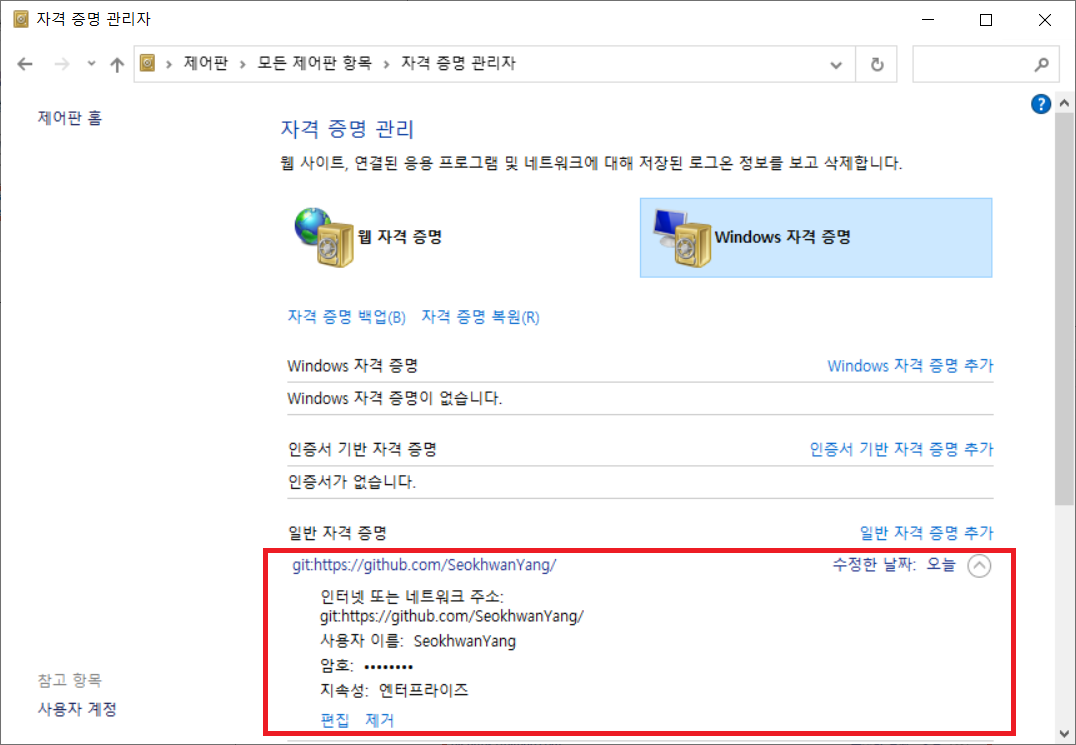 자격 증명 관리자
제어판 › 모든 제어판 항목 › 자격 증명 관리자
제어판 홈
자격 증명 관리
웹 사이트, 연결된 응용 프로그램 및 네트워크에 대해 저장된 로그온 정보를 보고 삭제합니다.
웹 자격 증명
Windows 자격 증명
자격 증명 백업(B) 자격 증명 복원(R)
Windows 자격 증명 Windows 자격 증명 추가
Windows 자격 증명이 없습니다.
인증서 기반 자격 증명 인증서 기반 자격 증명 추가
인증서가 없습니다.
일반 자격 증명 일반 자격 증명 추가
git:https://github.com/SeokhwanYang/ 수정한 날짜: 오늘
인터넷 또는 네트워크 주소:
git:https://github.com/SeokhwanYang/
사용자 이름: SeokhwanYang
암호: ••••••••
지속성: 엔터프라이즈
편집 제거
참고 항목
사용자 계정